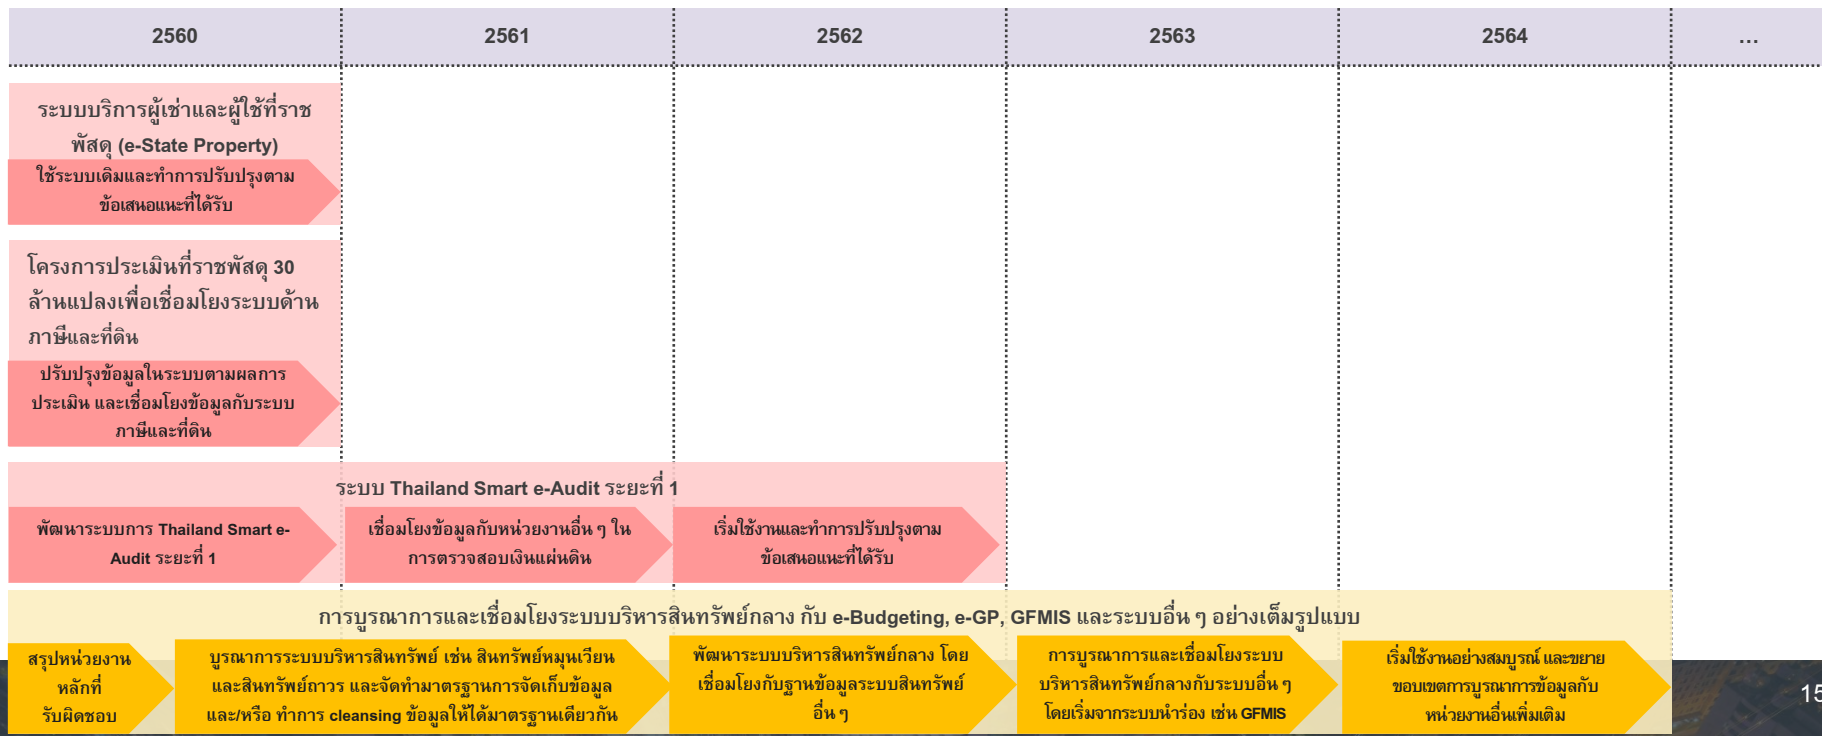 2560
2561
2562
2563
2564
...
ระบบบริการผู้เช่าและผู้ใช้ที่ราช
พัสดุ (e-State Property)
ใช้ระบบเดิมและทำการปรับปรุงตาม
ข้อเสนอแนะที่ได้รับ
โครงการประเมินที่ราชพัสดุ 30
ล้านแปลงเพื่อเชื่อมโยงระบบด้าน
ภาษีและที่ดิน
ปรับปรุงข้อมูลในระบบตามผลการ
ประเมิน และเชื่อมโยงข้อมูลกับระบบ
ภาษีและที่ดิน
ระบบ Thailand Smart e-Audit ระยะที่ 1
พัฒนาระบบการ Thailand Smart e-
Audit ระยะที่ 1
เชื่อมโยงข้อมูลกับหน่วยงานอื่น ๆ ใน
การตรวจสอบเงินแผ่นดิน
เริ่มใช้งานและทำการปรับปรุงตาม
ข้อเสนอแนะที่ได้รับ
การบูรณาการและเชื่อมโยงระบบบริหารสินทรัพย์กลาง กับ e-Budgeting, e-GP, GFMIS และระบบอื่น ๆ อย่างเต็มรูปแบบ
สรุปหน่วยงาน
หลักที่
รับผิดชอบ
บูรณาการระบบบริหารสินทรัพย์ เช่น สินทรัพย์หมุนเวียน
และสินทรัพย์ถาวร และจัดทำมาตรฐานการจัดเก็บข้อมูล
และ/หรือ ทำการ cleansing ข้อมูลให้ได้มาตรฐานเดียวกัน
พัฒนาระบบบริหารสินทรัพย์กลาง โดย
เชื่อมโยงกับฐานข้อมูลระบบสินทรัพย์
อื่น ๆ
การบูรณาการและเชื่อมโยงระบบ
บริหารสินทรัพย์กลางกับระบบอื่น ๆ
โดยเริ่มจากระบบนำร่อง เช่น GFMIS
เริ่มใช้งานอย่างสมบูรณ์ และขยาย
ขอบเขตการบูรณาการข้อมูลกับ
หน่วยงานอื่นเพิ่มเติม